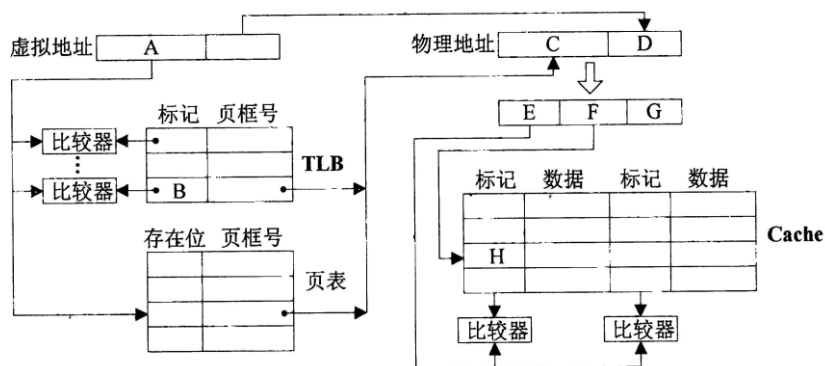 虚拟地址 A
物理地址 C D
E F G
标记 页框号
比较器
TLB
比较器 B
标记 数据 标记 数据
存在位 页框号
Cache
H
页表
比较器 比较器